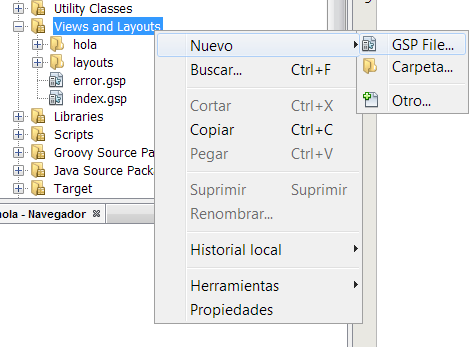 Utility Classes
Views and Layouts
hola
layouts
error.gsp
index.gsp
Libraries
Scripts
Groovy Source Pa
Java Source Pack
Target
hola - Navegador
Nuevo
Buscar... Ctrl+F
Cortar Ctrl+X
Copiar Ctrl+C
Pegar Ctrl+V
Suprimir Suprimir
Renombrar...
Historial local
Herramientas
Propiedades
GSP File...
Carpeta...
Otro...